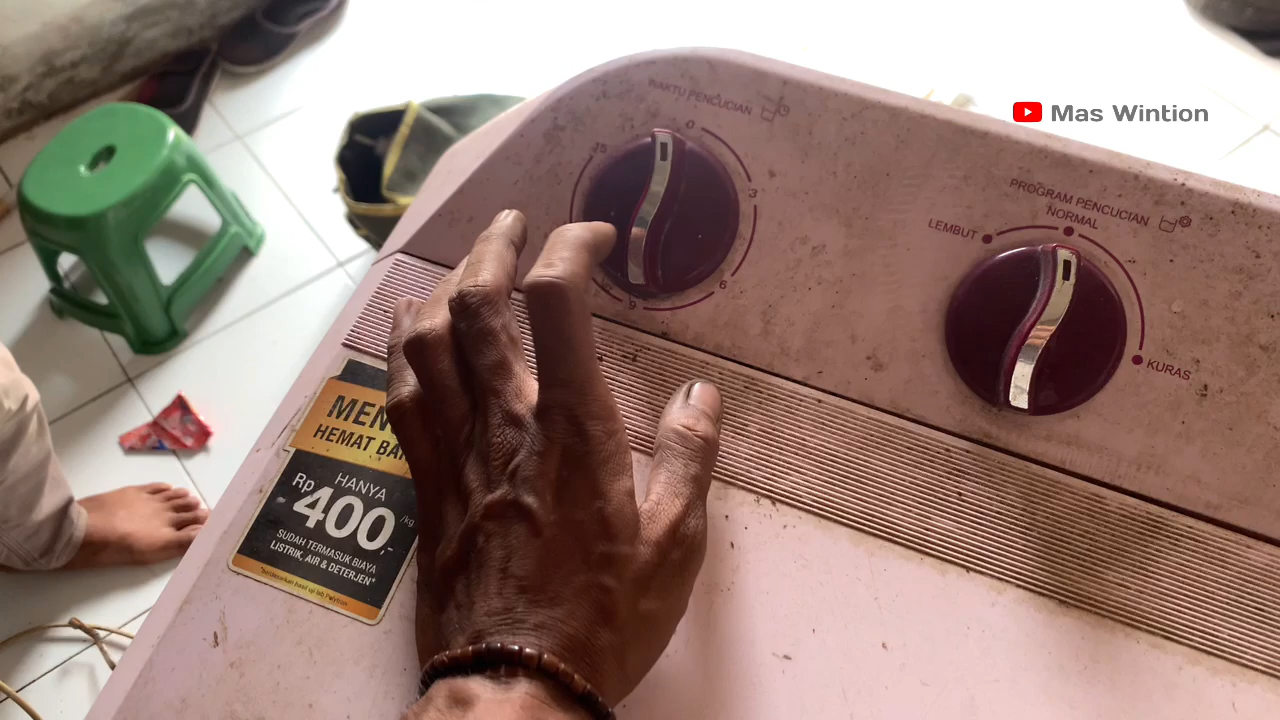 Mas Wintion
WAKTU PENCUCIAN
0
15
3
6
9
PROGRAM PENCUCIAN
NORMAL
LEMBUT
KURAS
HEMAT
HANYA
Rp 400,- /kg
SUDAH TERMASUK BIAYA
LISTRIK, AIR & DETERJEN*